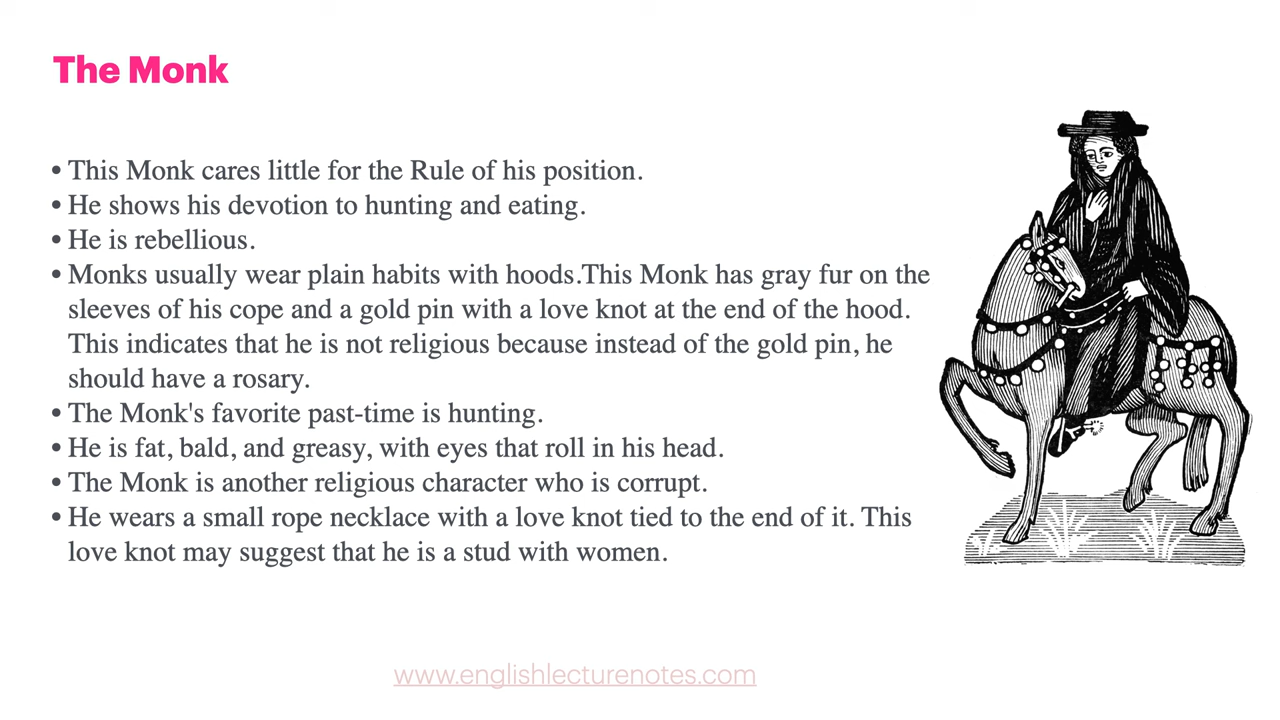 The Monk
• This Monk cares little for the Rule of his position.
• He shows his devotion to hunting and eating.
• He is rebellious.
• Monks usually wear plain habits with hoods.This Monk has gray fur on the
sleeves of his cope and a gold pin with a love knot at the end of the hood.
This indicates that he is not religious because instead of the gold pin, he
should have a rosary.
• The Monk's favorite past-time is hunting.
• He is fat, bald, and greasy, with eyes that roll in his head.
• The Monk is another religious character who is corrupt.
• He wears a small rope necklace with a love knot tied to the end of it. This
love knot may suggest that he is a stud with women.
www.englishlecturenotes.com